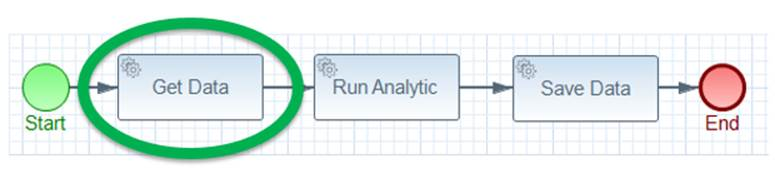 Get Data
Run Analytic
Save Data
Start
End